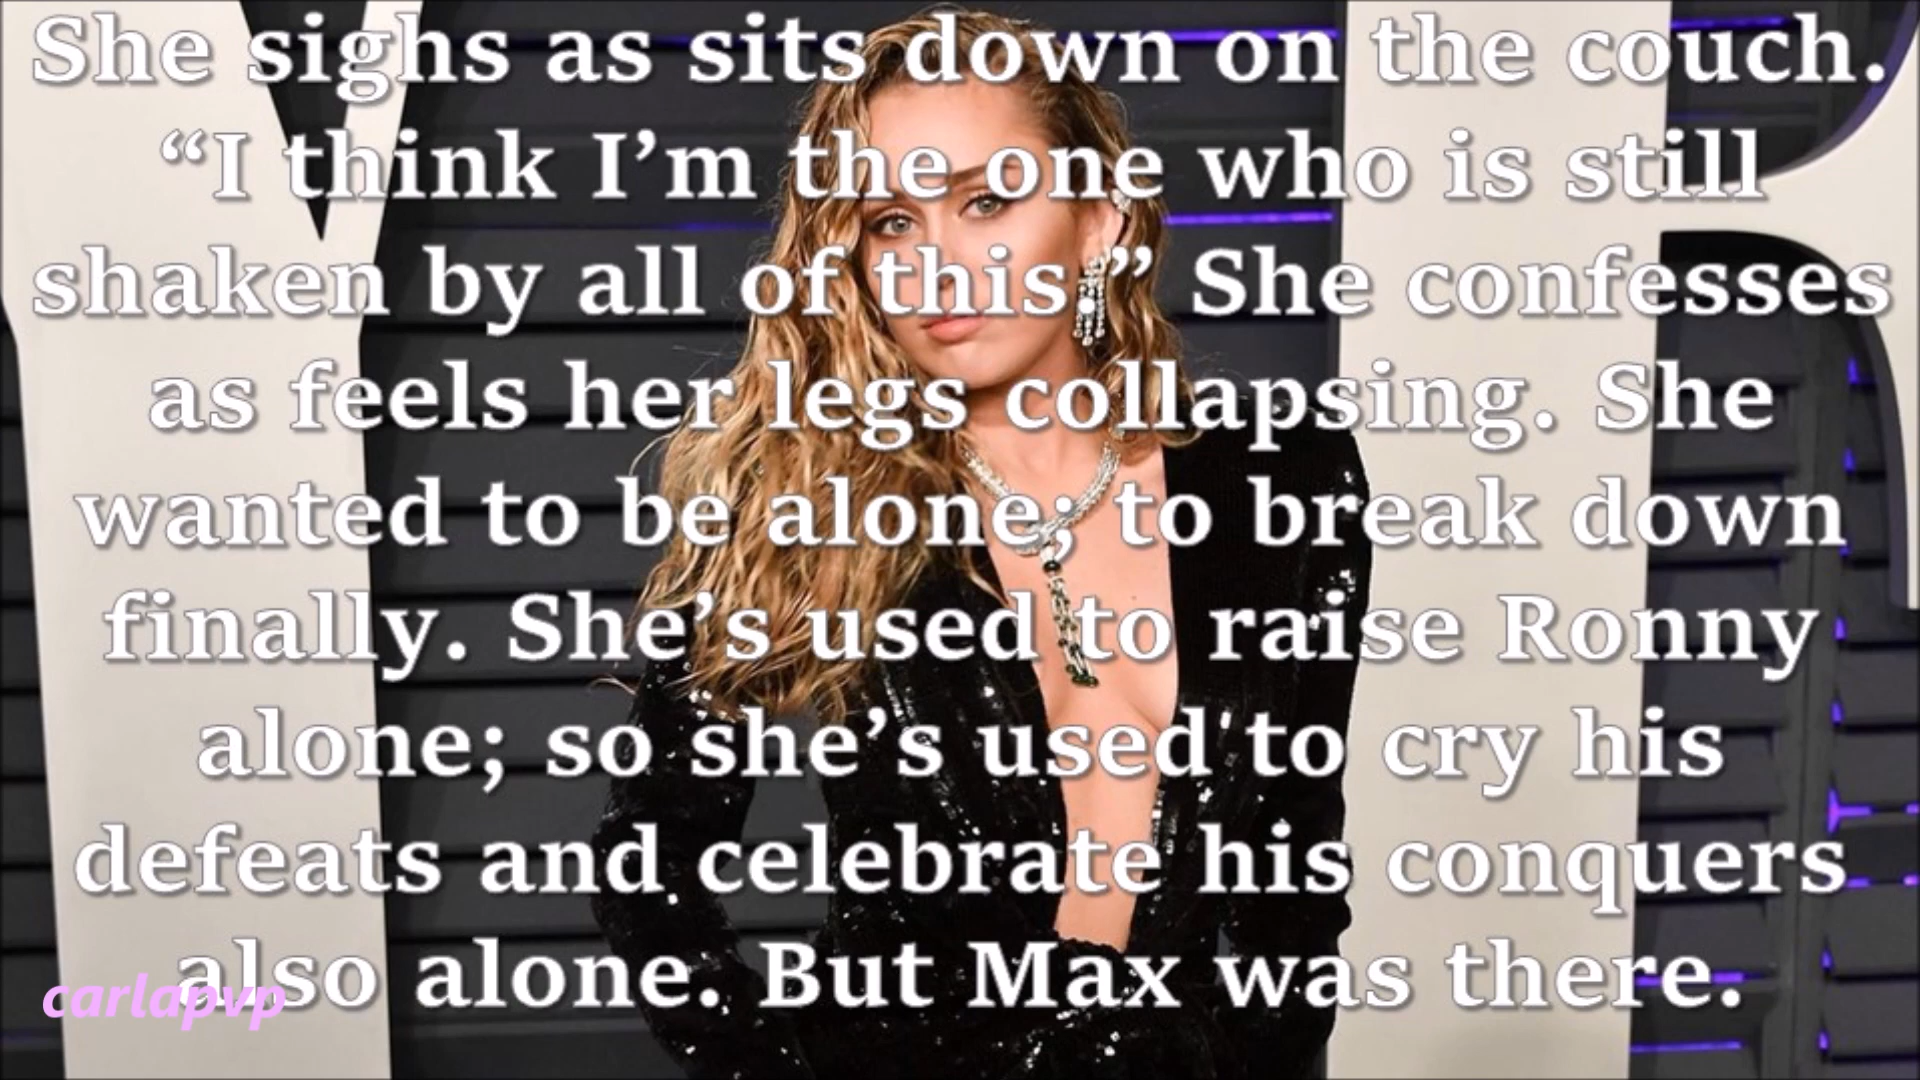 She sighs as sits down on the couch.
“I think I’m the one who is still
shaken by all of this.” She confesses
as feels her legs collapsing. She
wanted to be alone; to break down
finally. She’s used to raise Ronny
alone; so she’s used to cry his
defeats and celebrate his conquers
also alone. But Max was there.
carlapvp